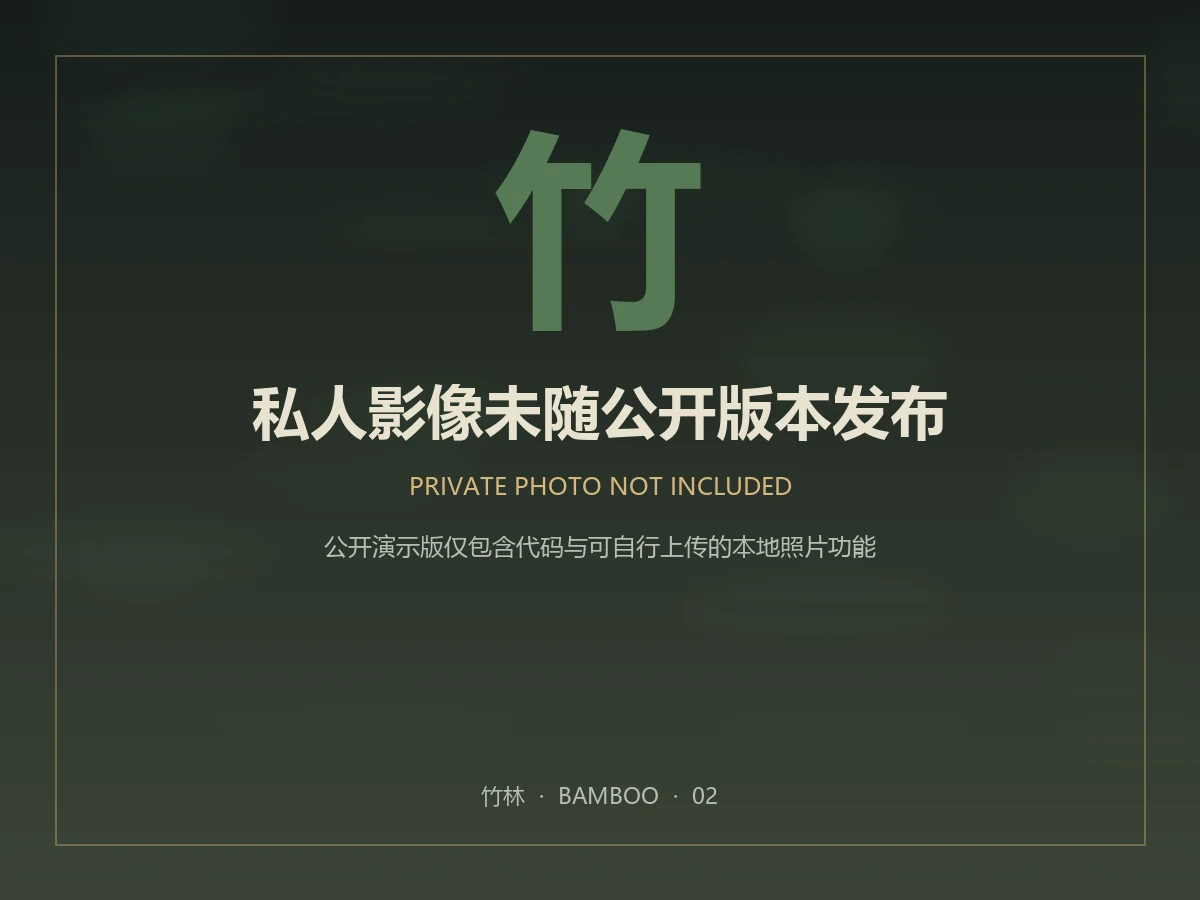 竹
私人影像未随公开版本发布
PRIVATE PHOTO NOT INCLUDED
公开演示版仅包含代码与可自行上传的本地照片功能
竹林 · BAMBOO · 02